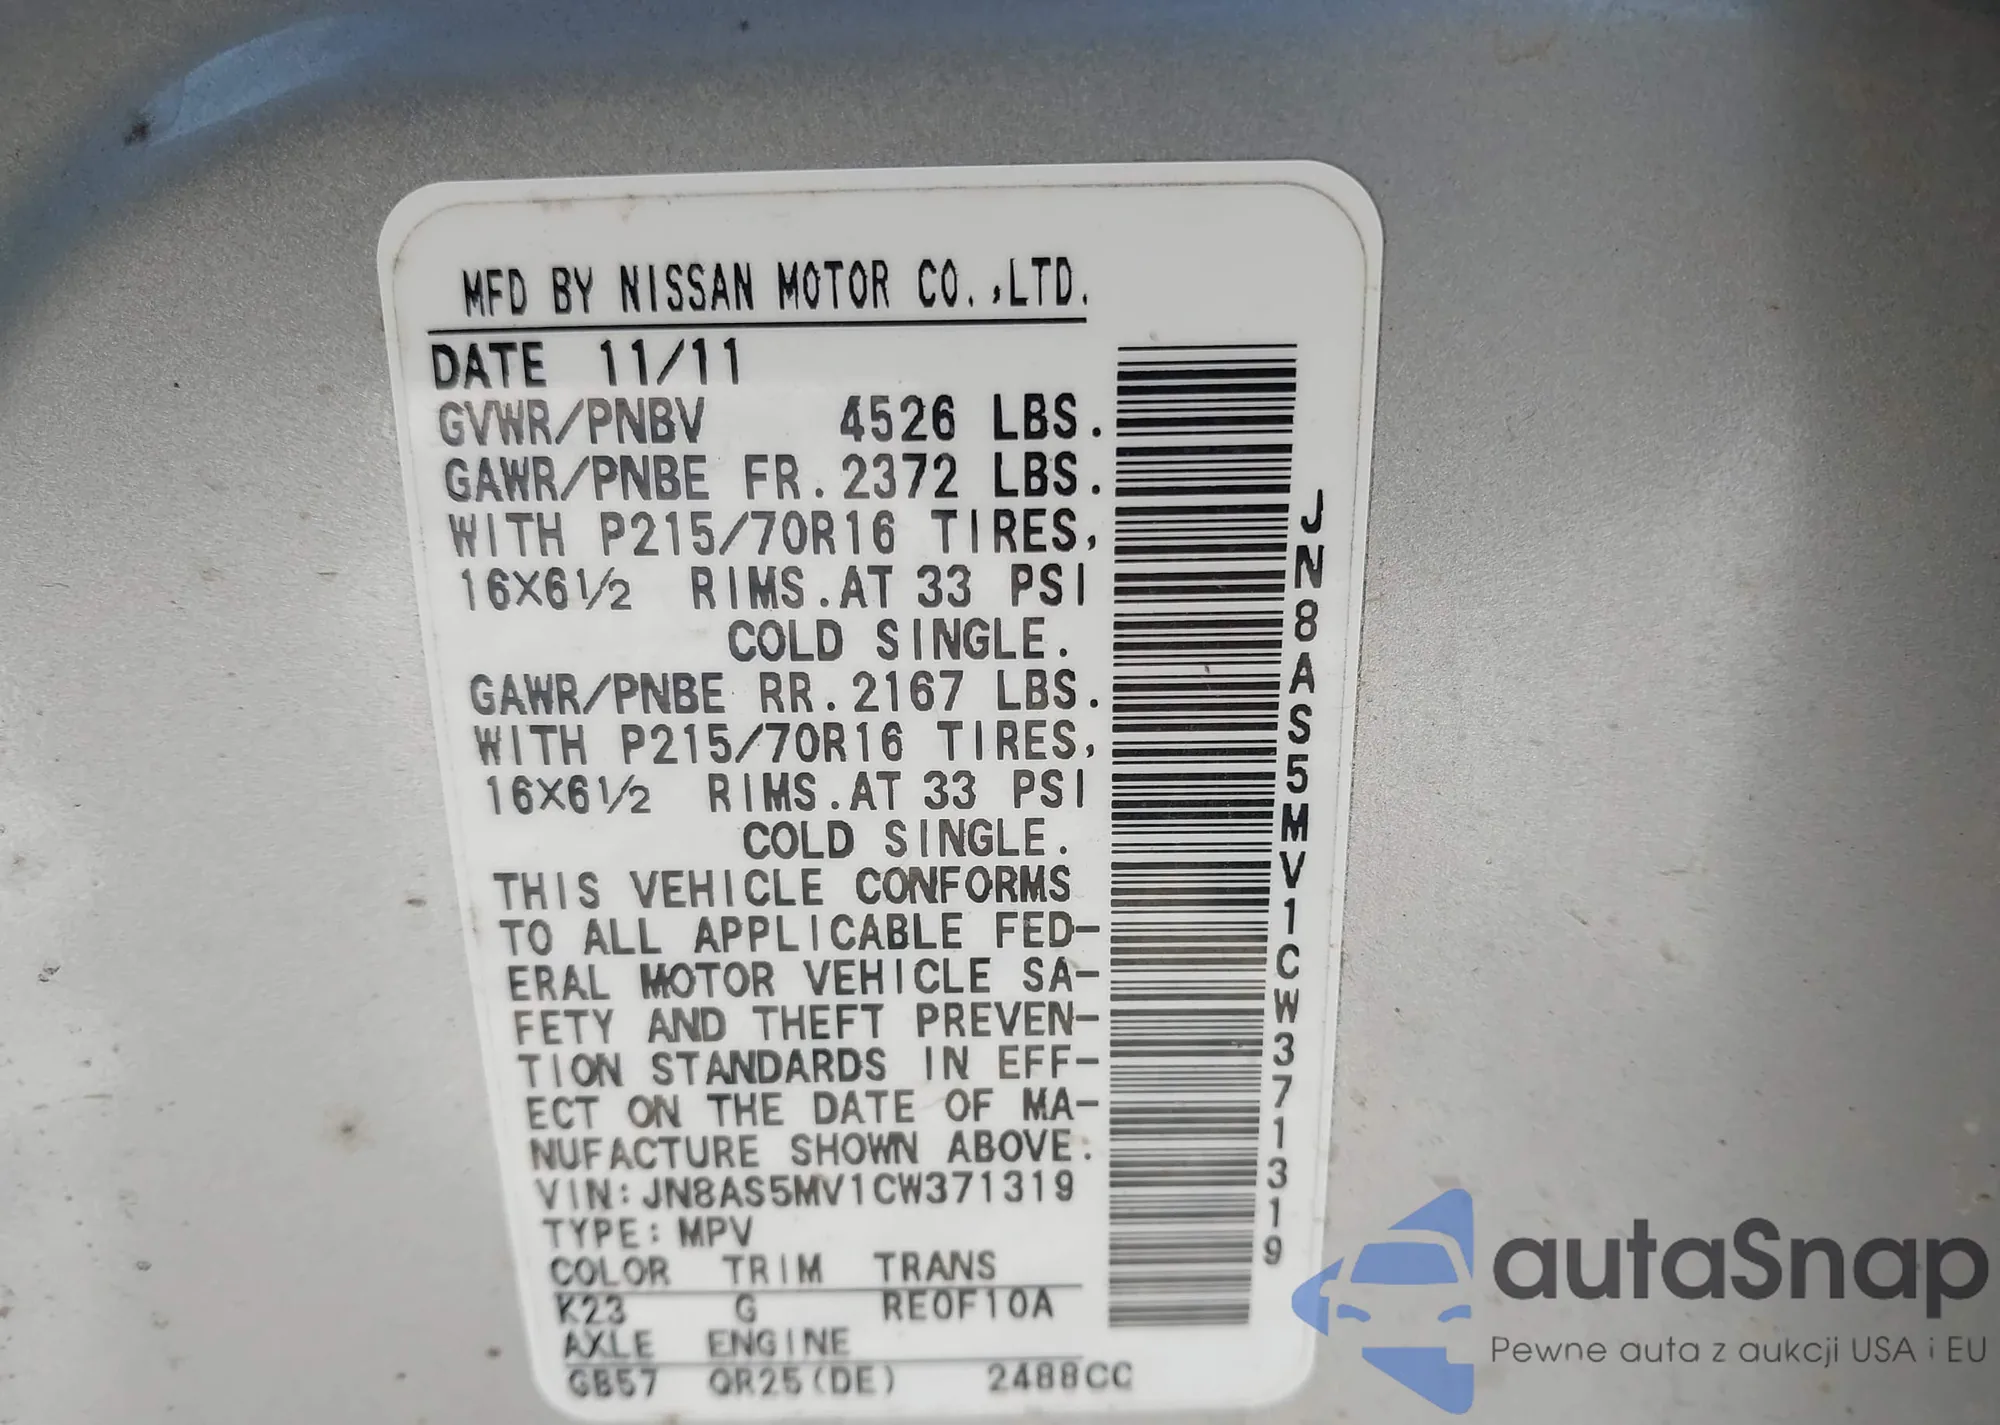 MFD BY NISSAN MOTOR CO.,LTD.
DATE 11/11
GVWR/PNBV 4526 LBS.
GAWR/PNBE FR. 2372 LBS.
WITH P215/70R16 TIRES,
16X6 1/2 RIMS. AT 33 PSI
COLD SINGLE.
GAWR/PNBE RR. 2167 LBS.
WITH P215/70R16 TIRES,
16X6 1/2 RIMS. AT 33 PSI
COLD SINGLE.
THIS VEHICLE CONFORMS
TO ALL APPLICABLE FED-
ERAL MOTOR VEHICLE SA-
FETY AND THEFT PREVEN-
TION STANDARDS IN EFF-
ECT ON THE DATE OF MA-
NUFACTURE SHOWN ABOVE.
VIN: JN8AS5MV1CW371319
TYPE: MPV
COLOR TRIM TRANS
K23 G RE0F10A
AXLE ENGINE
GB57 QR25(DE) 2488CC
JN8AS5MV1CW371319
autaSnap
Pewne auta z aukcji USA i EU